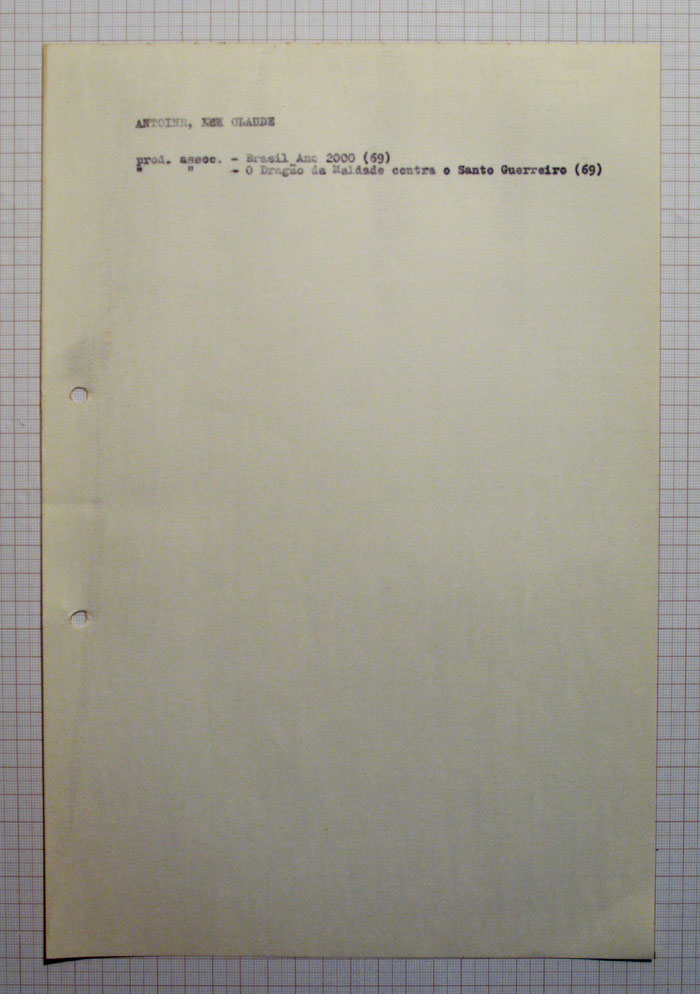 ANTOINE, CLAUDE
prod. assoc. - Brasil Ano 2000 (69)
" " - O Dragão da Maldade contra o Santo Guerreiro (69)